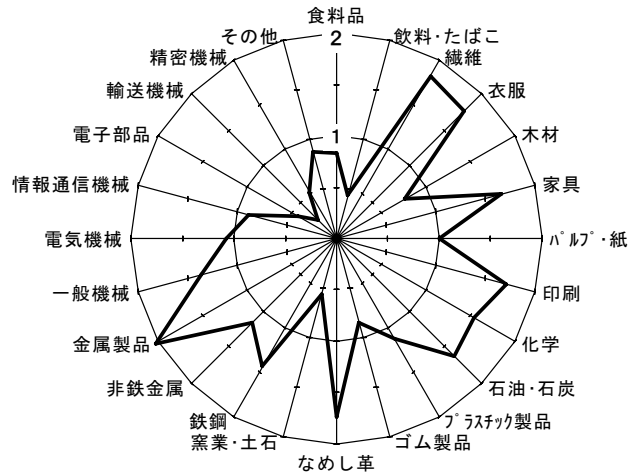 食料品
2
飲料・たばこ
繊維
衣服
木材
家具
ﾊﾟﾙﾌﾟ・紙
印刷
化学
石油・石炭
ﾌﾟﾗｽﾁｯｸ製品
ゴム製品
なめし革
窯業・土石
鉄鋼
非鉄金属
金属製品
一般機械
電気機械
情報通信機械
電子部品
輸送機械
精密機械
その他
1